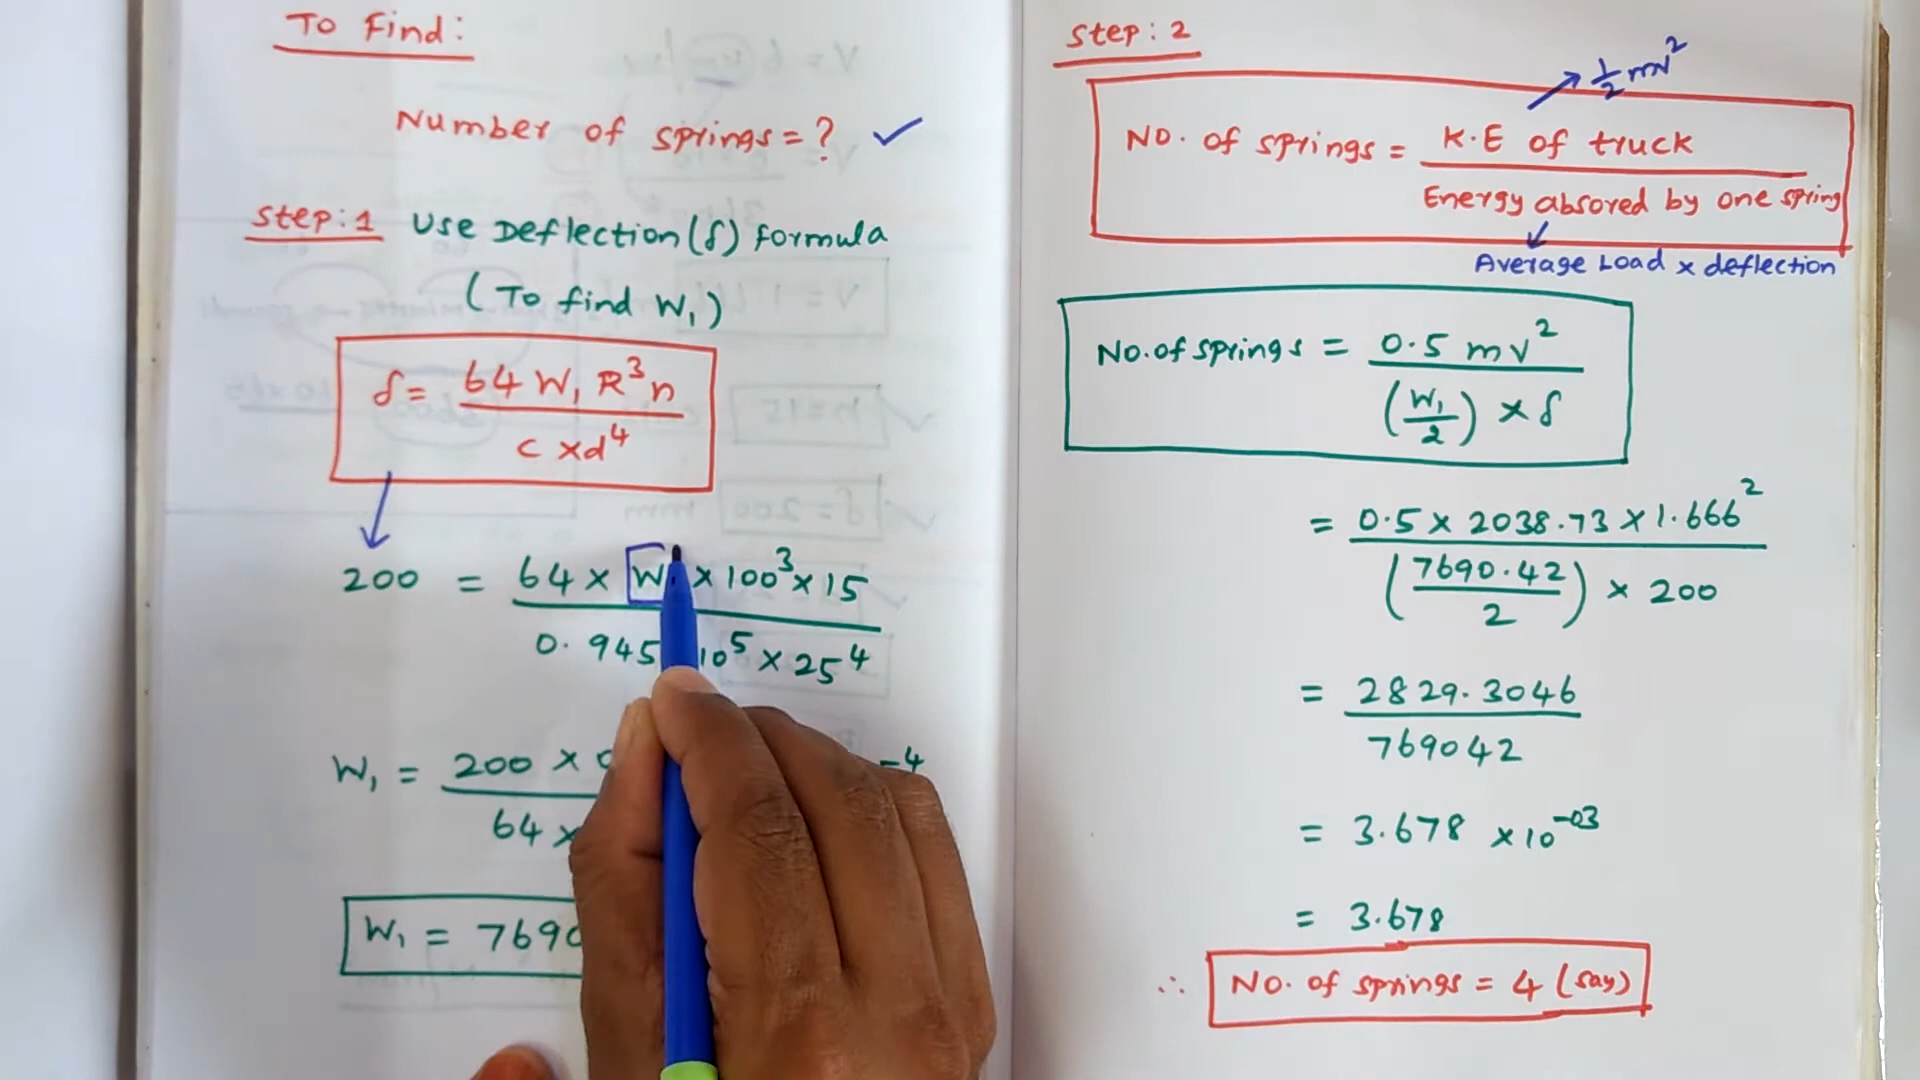 To Find:
Number of springs = ?
Step:1 Use Deflection (δ) formula
(To find W₁)
δ = 64 W₁ R³ n
C x d⁴
200 = 64 × W × 100³ × 15
0.945 10⁵ × 25⁴
W₁ = 200 ×
-4
64 ×
W₁ = 7690
Step: 2
1/2 mv²
No. of springs = K.E of truck
Energy absored by one spring
Average Load x deflection
No. of springs = 0.5 mv²
(W₁/2) × δ
= 0.5 × 2038.73 × 1.666²
(7690.42/2) × 200
= 2829.3046
769042
= 3.678 × 10⁻⁰³
= 3.678
∴ No. of springs = 4 (say)